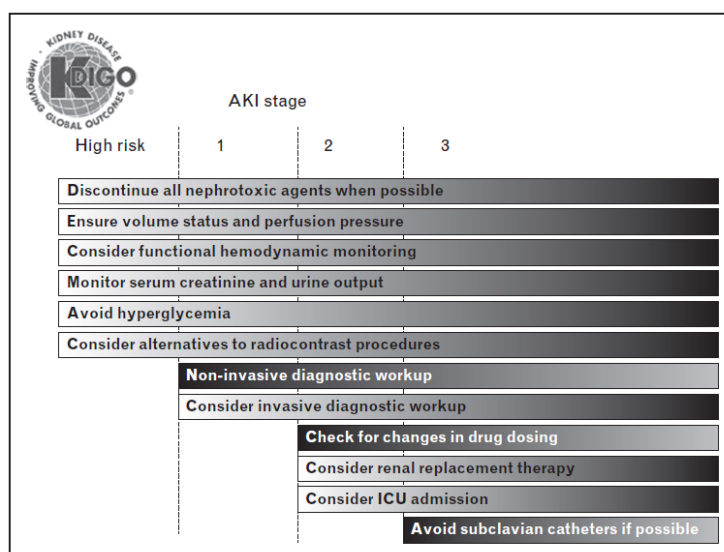 KIDNEY DISEASE
KDIGO
IMPROVING GLOBAL OUTCOMES
®
AKI stage
High risk 1 2 3
Discontinue all nephrotoxic agents when possible
Ensure volume status and perfusion pressure
Consider functional hemodynamic monitoring
Monitor serum creatinine and urine output
Avoid hyperglycemia
Consider alternatives to radiocontrast procedures
Non-invasive diagnostic workup
Consider invasive diagnostic workup
Check for changes in drug dosing
Consider renal replacement therapy
Consider ICU admission
Avoid subclavian catheters if possible